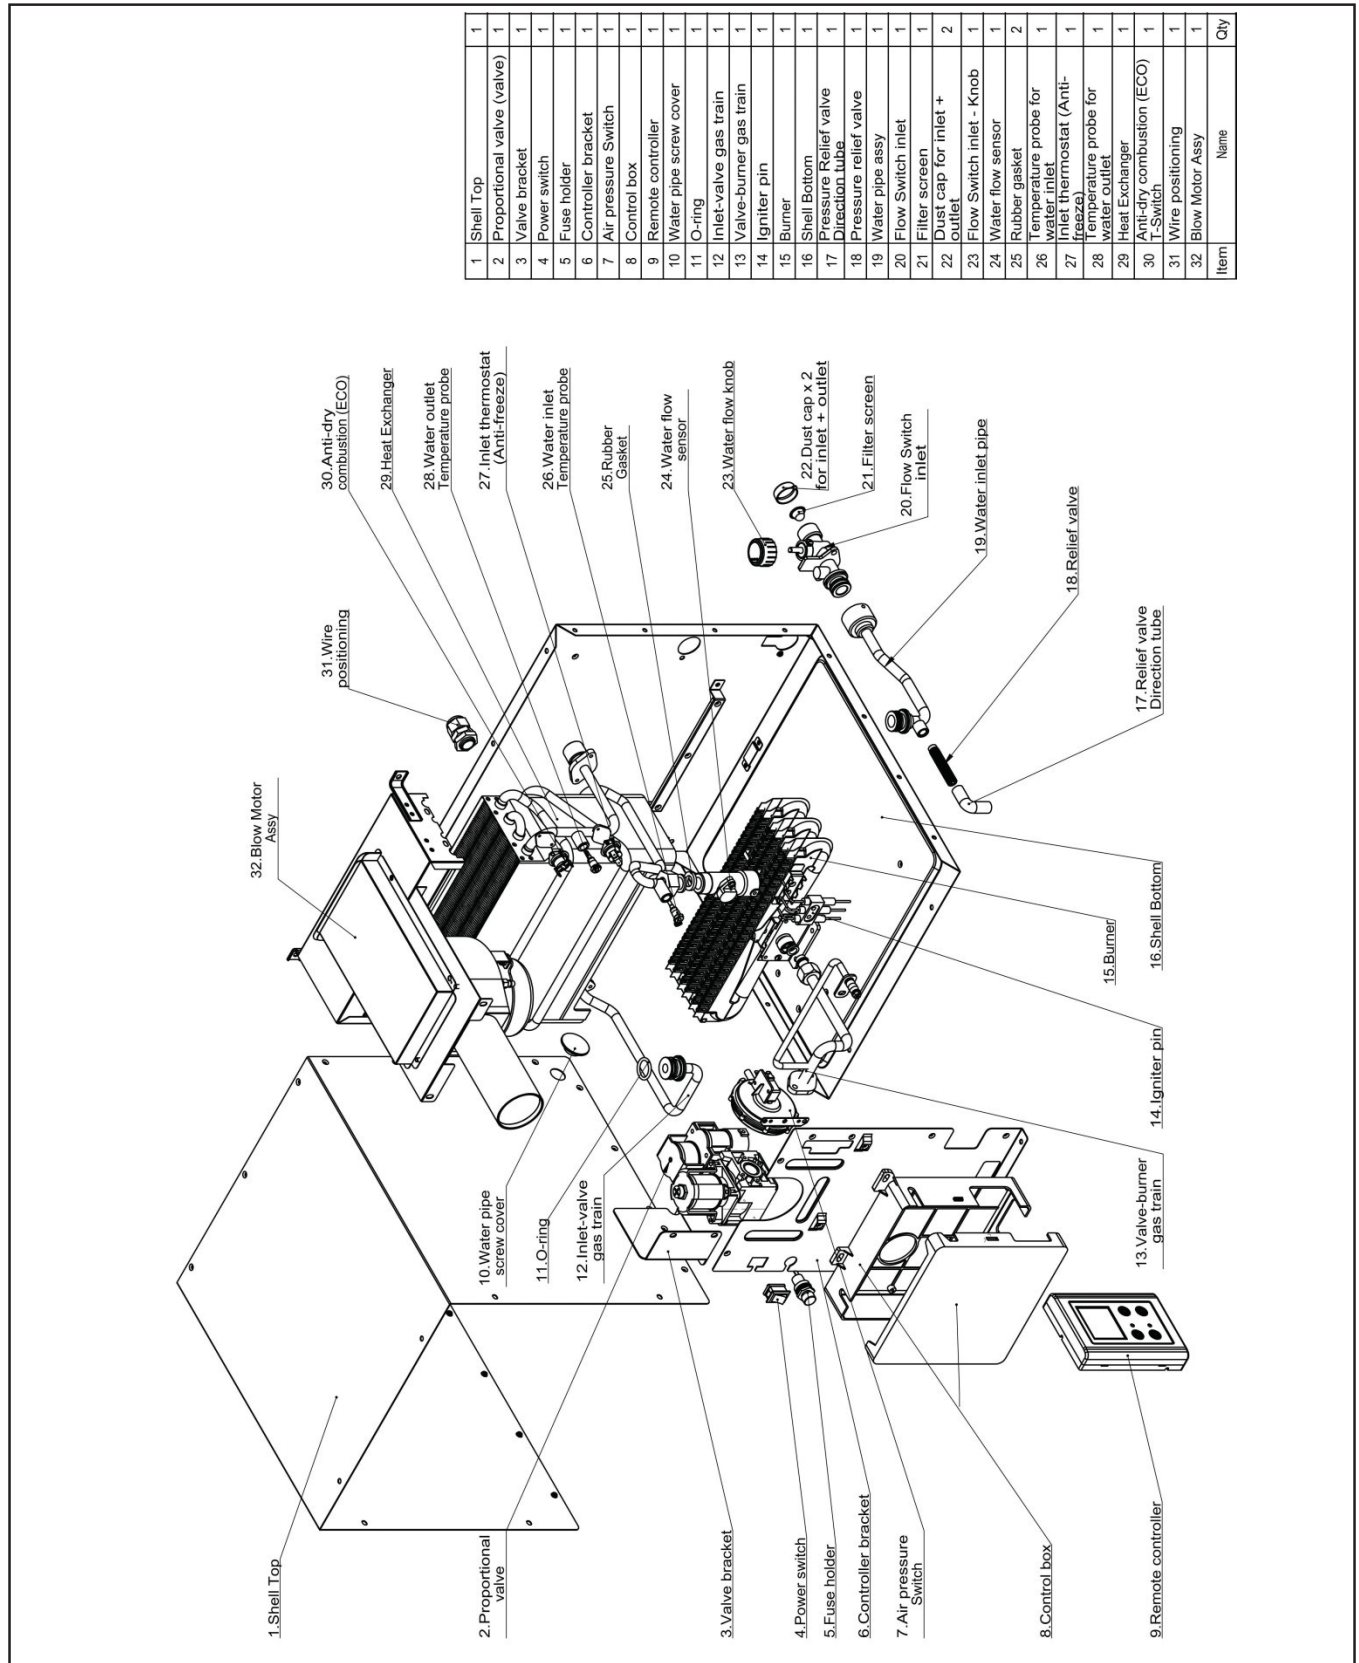 1 Shell Top 1
2 Proportional valve (valve) 1
3 Valve bracket 1
4 Power switch 1
5 Fuse holder 1
6 Controller bracket 1
7 Air pressure Switch 1
8 Control box 1
9 Remote controller 1
10 Water pipe screw cover 1
11 O-ring 1
12 Inlet-valve gas train 1
13 Valve-burner gas train 1
14 Igniter pin 1
15 Burner 1
16 Shell Bottom 1
17 Pressure Relief valve 1
Direction tube
18 Pressure relief valve 1
19 Water pipe assy 1
20 Flow Switch inlet 1
21 Filter screen 1
22 Dust cap for inlet + 2
outlet
23 Flow Switch inlet - Knob 1
24 Water flow sensor 1
25 Rubber gasket 2
26 Temperature probe for 1
water inlet
27 Inlet thermostat (Anti- 1
freeze)
28 Temperature probe for 1
water outlet
29 Heat Exchanger 1
30 Anti-dry combustion (ECO) 1
T-Switch
31 Wire positioning 1
32 Blow Motor Assy 1
Item Name Qty
30.Anti-dry
combustion (ECO)
29.Heat Exchanger
28.Water outlet
Temperature probe
27.Inlet thermostat
(Anti-freeze)
26.Water inlet
Temperature probe
25.Rubber
Gasket
24.Water flow
sensor
23.Water flow knob
22.Dust cap x 2
for inlet + outlet
21.Filter screen
20.Flow Switch
inlet
19.Water inlet pipe
18.Relief valve
17.Relief valve
Direction tube
31.Wire
positioning
32.Blow Motor
Assy
16.Shell Bottom
15.Burner
14.Igniter pin
13.Valve-burner
gas train
10.Water pipe
screw cover
11.O-ring
12.Inlet-valve
gas train
1.Shell Top
2.Proportional
valve
3.Valve bracket
4.Power switch
5.Fuse holder
6.Controller bracket
7.Air pressure
Switch
8.Control box
9.Remote controller